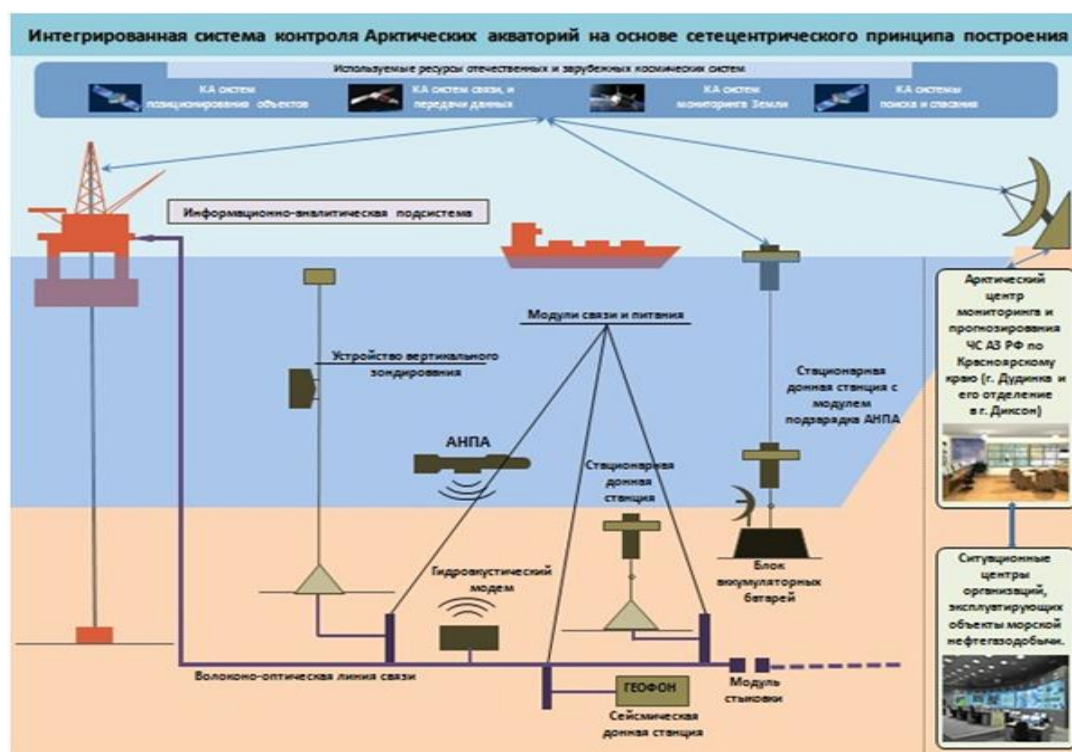 Интегрированная система контроля Арктических акваторий на основе сетецентрического принципа построения
Используемые ресурсы отечественных и зарубежных космических систем
КА систем
позиционирования объектов
КА систем связи, и
передачи данных
КА систем
мониторинга Земли
КА системы
поиска и спасания
Информационно-аналитическая подсистема
Модули связи и питания
Устройство вертикального
зондирования
АНПА
Стационарная
донная
станция
Стационарная
донная станция с
модулем
подзарядка АНПА
Гидроакустический
модем
Блок
аккумуляторных
батарей
Волоконо-оптическая линия связи
ГЕОФОН
Сейсмическая
донная станция
Модуль
стыковки
Арктический
центр
мониторинга и
прогнозирования
ЧС АЗ РФ по
Красноярскому
краю (г. Дудинка и
его отделение
в г. Диксон)
Ситуационные
центры
организаций,
эксплуатирующих
объекты морской
нефтегазодобычи.